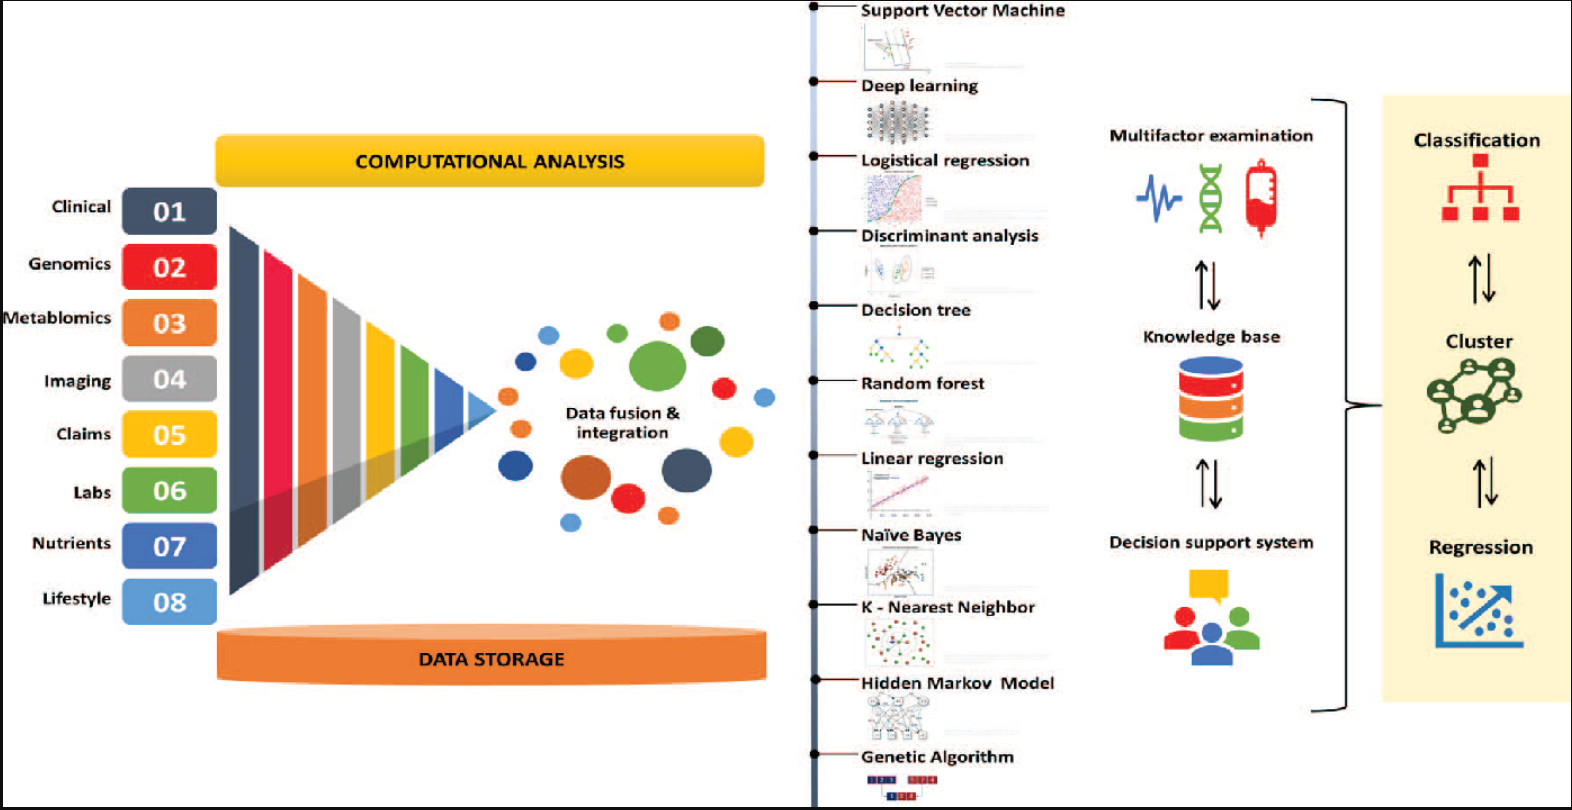 COMPUTATIONAL ANALYSIS
Clinical
01
Genomics
02
Metablomics
03
Imaging
04
Claims
05
Labs
06
Nutrients
07
Lifestyle
08
Data fusion &
integration
DATA STORAGE
Support Vector Machine
Deep learning
Logistical regression
Discriminant analysis
Decision tree
Random forest
Linear regression
Naïve Bayes
K - Nearest Neighbor
Hidden Markov Model
Genetic Algorithm
Multifactor examination
Knowledge base
Decision support system
Classification
Cluster
Regression